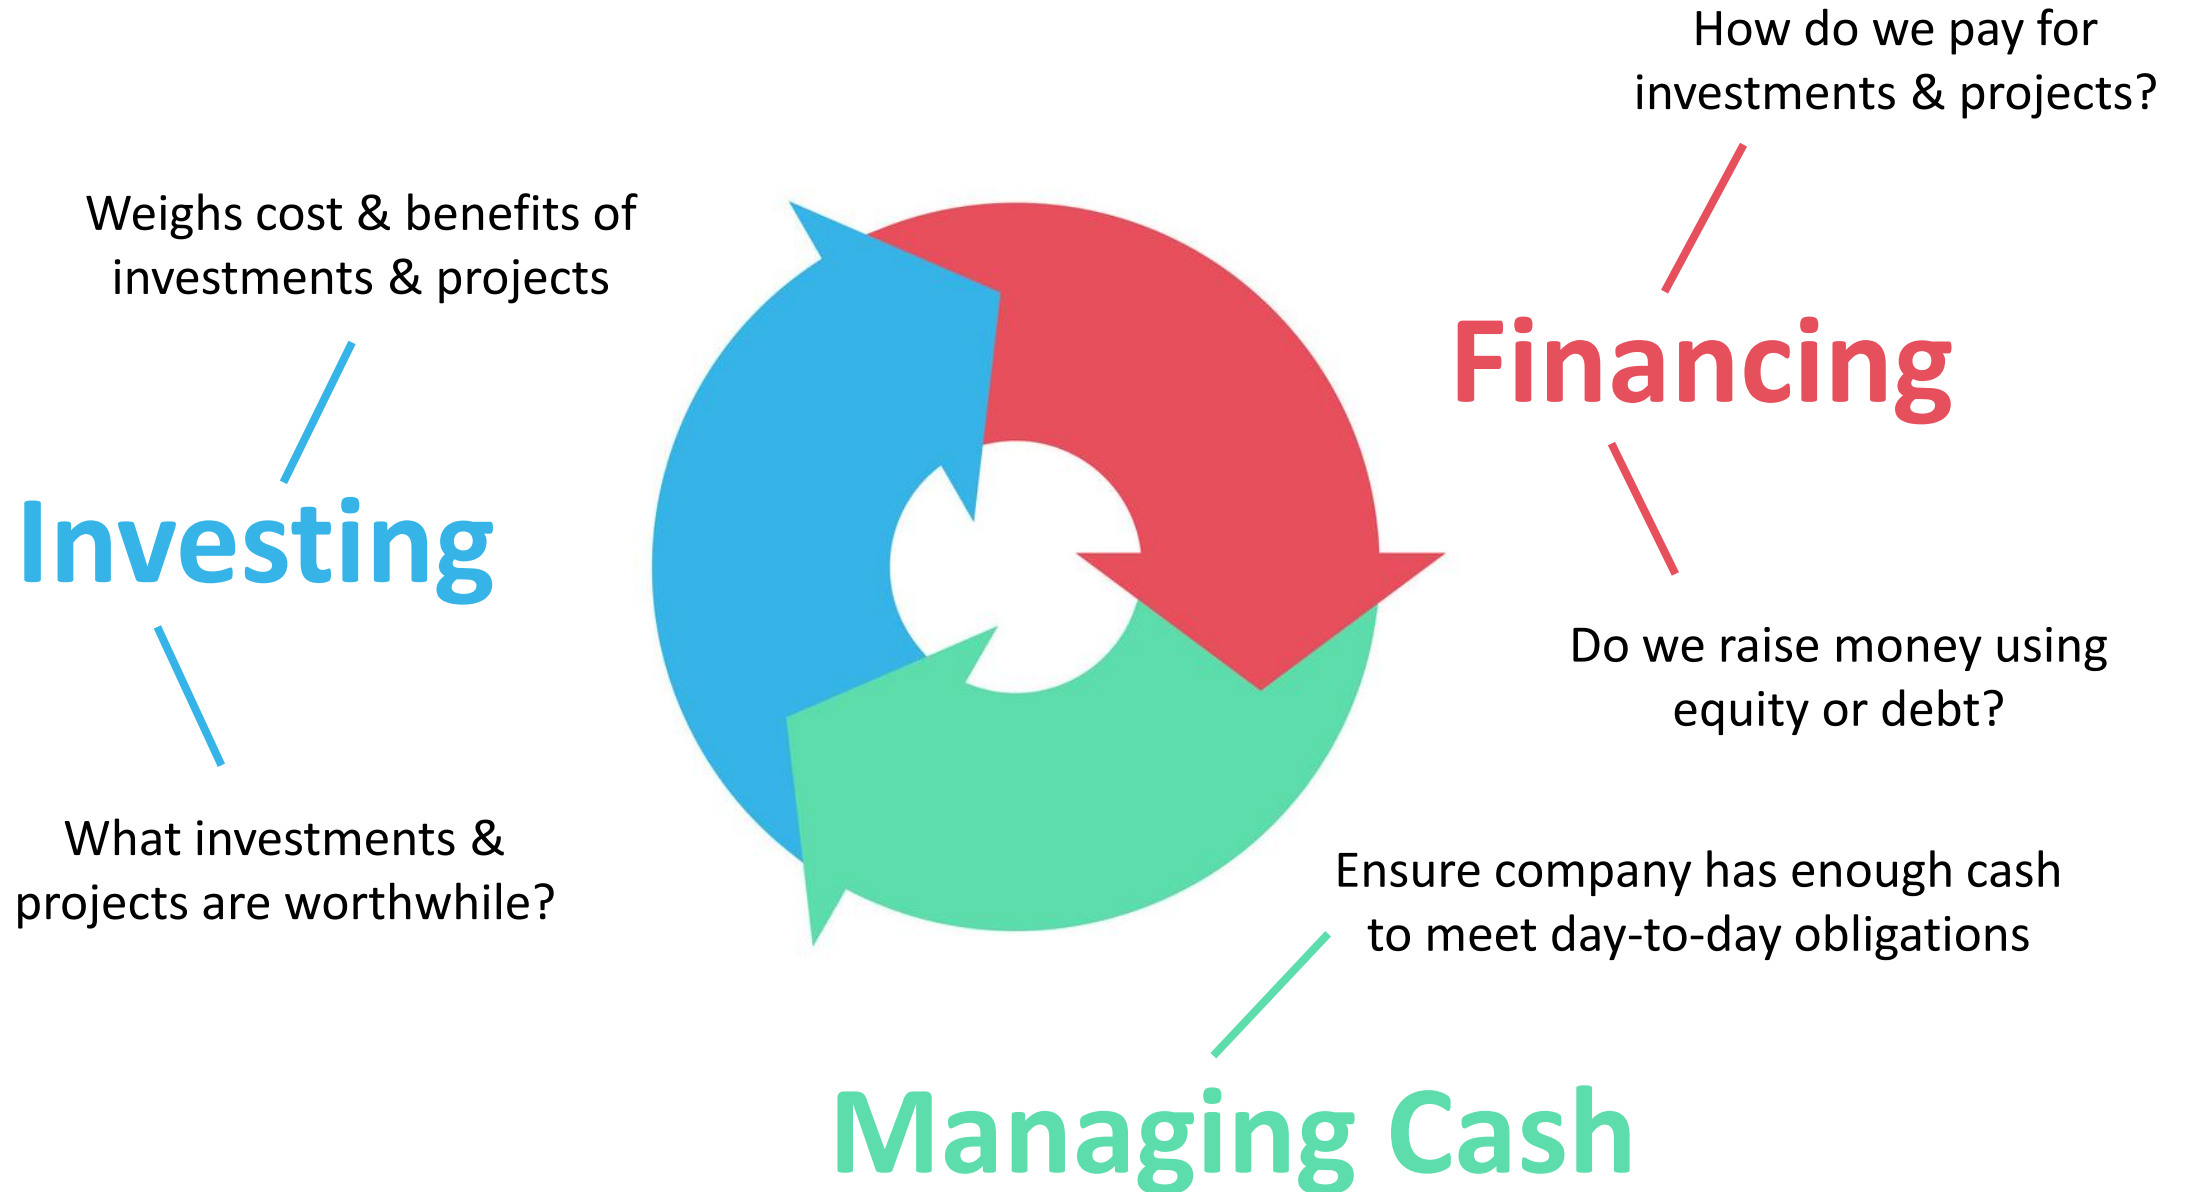 How do we pay for
investments & projects?
Weighs cost & benefits of
investments & projects
Financing
Investing
Do we raise money using
equity or debt?
What investments &
projects are worthwhile?
Ensure company has enough cash
to meet day-to-day obligations
Managing Cash